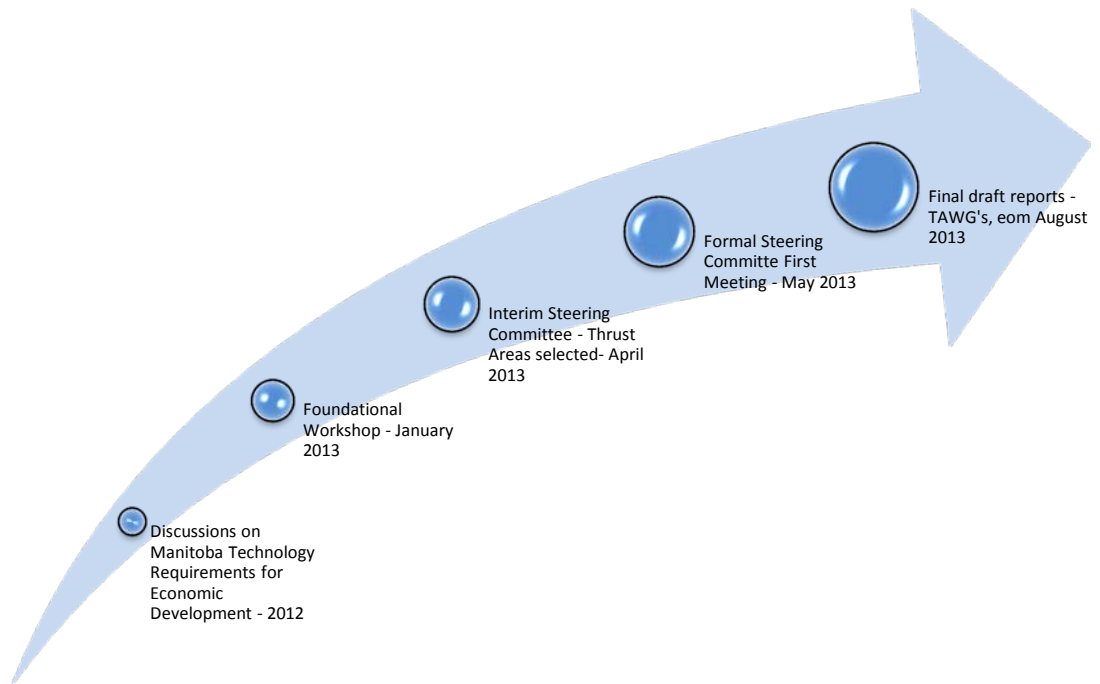 Discussions on
Manitoba Technology
Requirements for
Economic
Development - 2012
Foundational
Workshop - January
2013
Interim Steering
Committee - Thrust
Areas selected- April
2013
Formal Steering
Committe First
Meeting - May 2013
Final draft reports -
TAWG's, eom August
2013